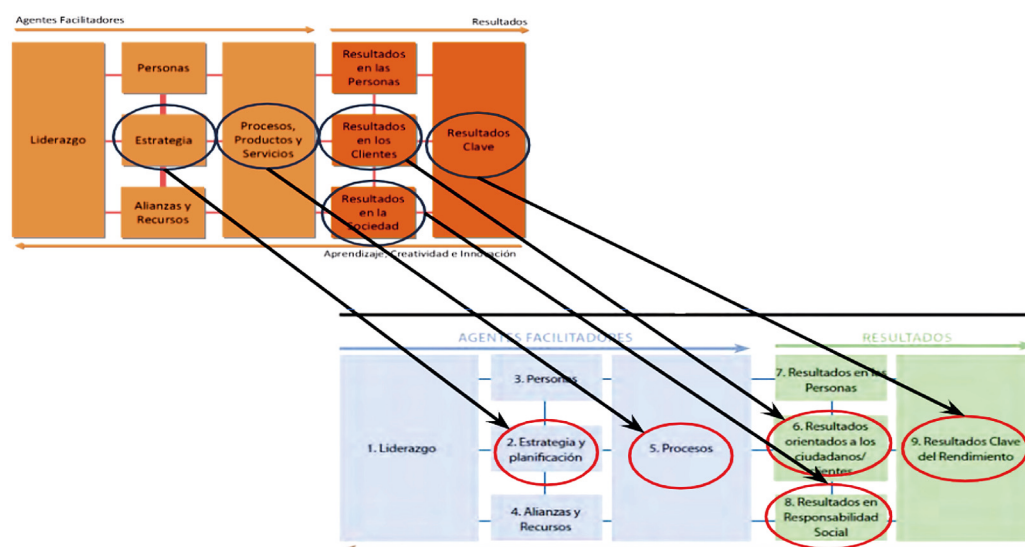 Agentes Facilitadores
Resultados
Liderazgo
Personas
Estrategia
Alianzas y
Recursos
Procesos,
Productos y
Servicios
Resultados
en las
Personas
Resultados
en los
Clientes
Resultados
en la
Sociedad
Resultados
Clave
Aprendizaje, Creatividad e Innovación
AGENTES FACILITADORES
RESULTADOS
1. Liderazgo
3. Personas
2. Estrategia y
planificación
4. Alianzas y
Recursos
5. Procesos
7. Resultados en las
Personas
6. Resultados
orientados a los
ciudadanos/
clientes
8. Resultados en
Responsabilidad
Social
9. Resultados Clave
del Rendimiento